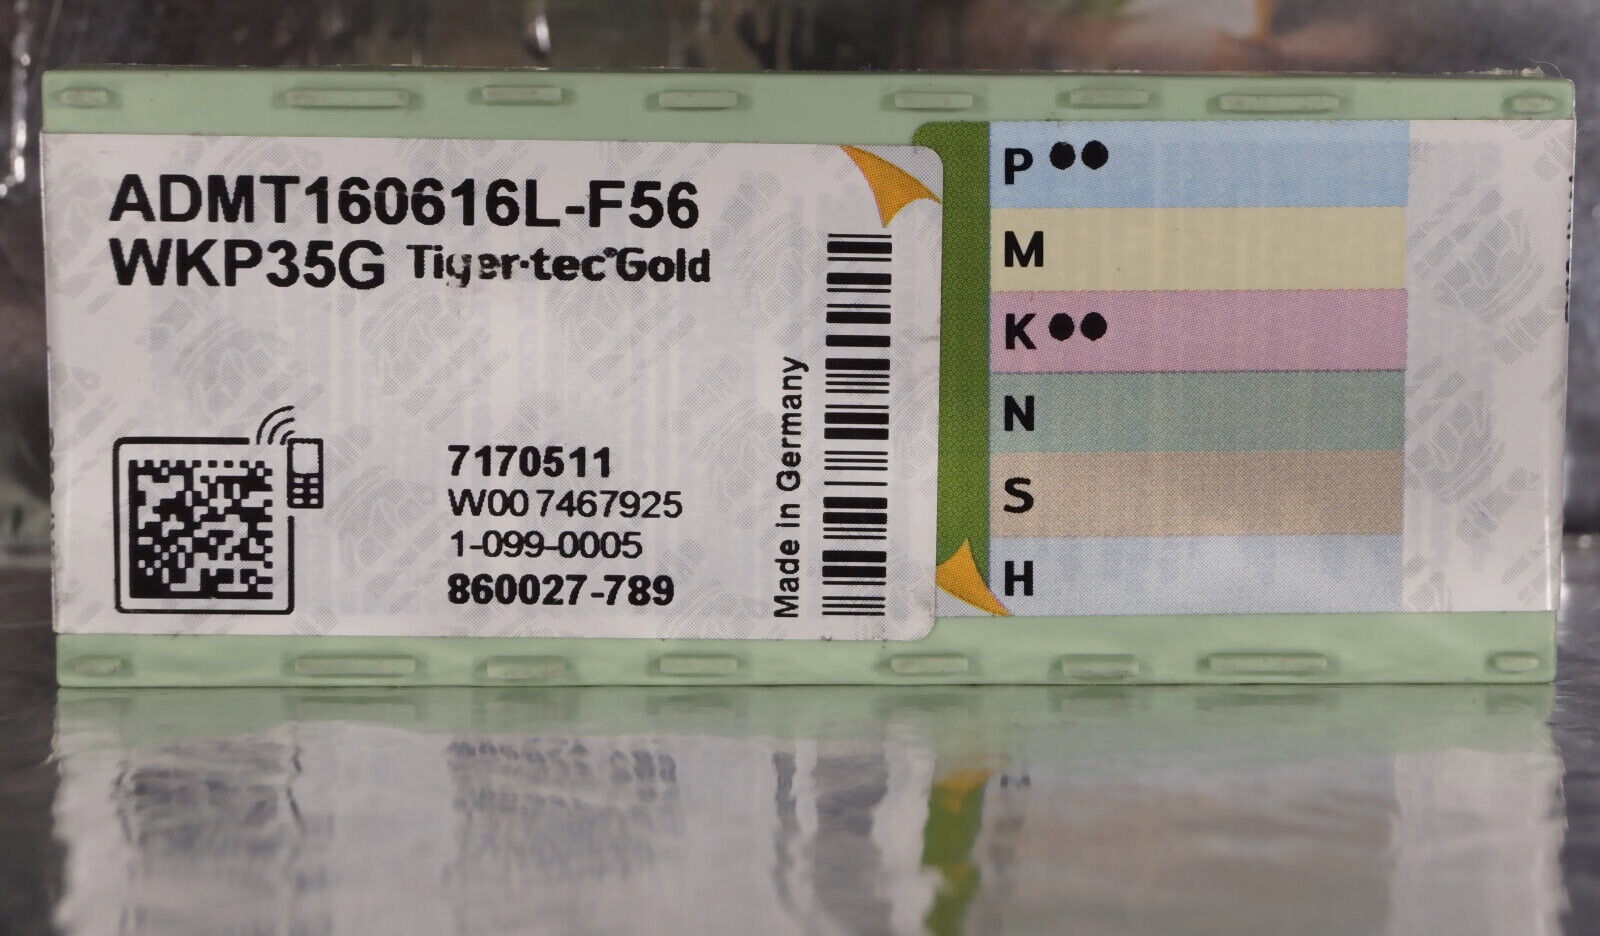 ADMT160616L-F56
WKP35G Tiger·tec®Gold
7170511
W00 7467925
1-099-0005
860027-789
Made in Germany
P ●●
M
K ●●
N
S
H